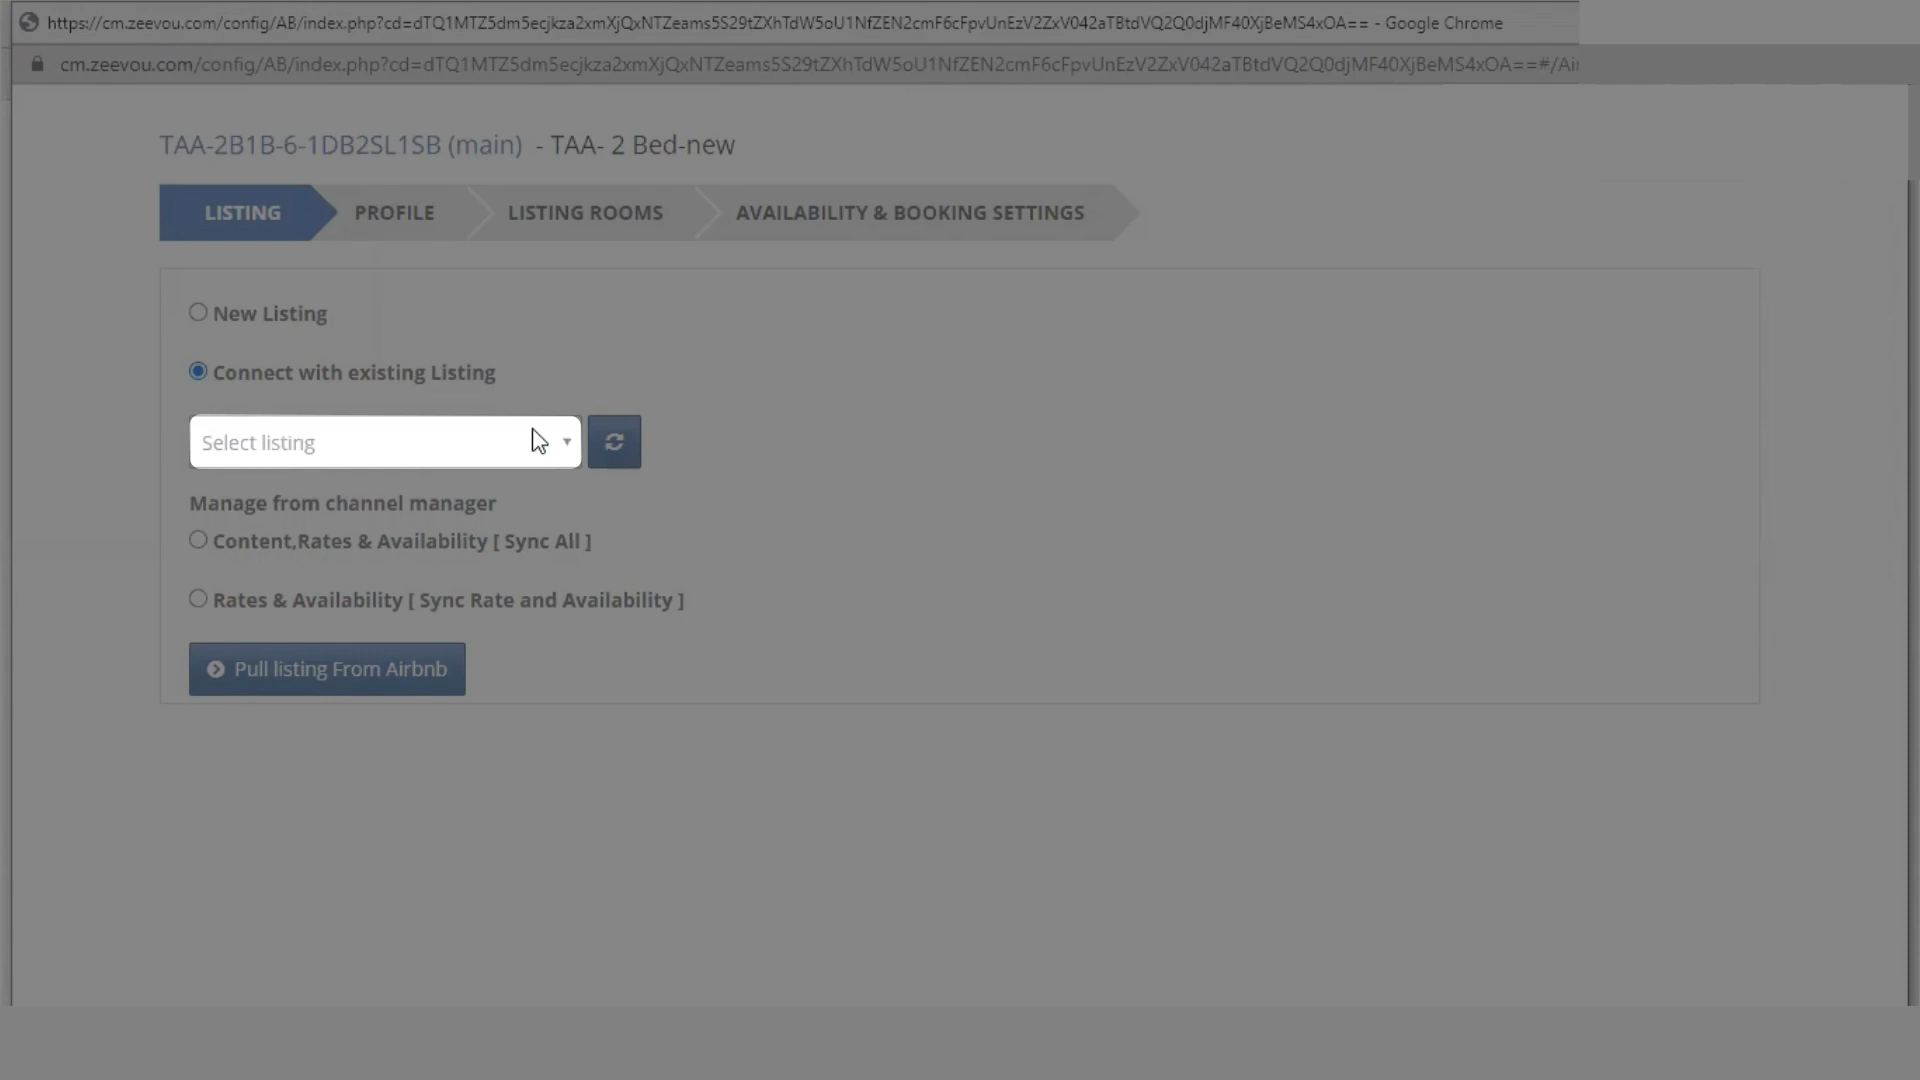 https://cm.zeevou.com/config/AB/index.php?cd=dTQ1MTZ5dm5ecjkza2xmXjQxNTZeams5S29tZXhTdW5oU1NfZEN2cmF6cFpvUnEzV2ZxV042aTBtdVQ2Q0djMF40XjBeMS4xOA== - Google Chrome
cm.zeevou.com/config/AB/index.php?cd=dTQ1MTZ5dm5ecjkza2xmXjQxNTZeams5S29tZXhTdW5oU1NfZEN2cmF6cFpvUnEzV2ZxV042aTBtdVQ2Q0djMF40XjBeMS4xOA==#/Ai
TAA-2B1B-6-1DB2SL1SB (main) - TAA- 2 Bed-new
LISTING PROFILE LISTING ROOMS AVAILABILITY & BOOKING SETTINGS
New Listing
Connect with existing Listing
Select listing
Manage from channel manager
Content,Rates & Availability [ Sync All ]
Rates & Availability [ Sync Rate and Availability ]
Pull listing From Airbnb